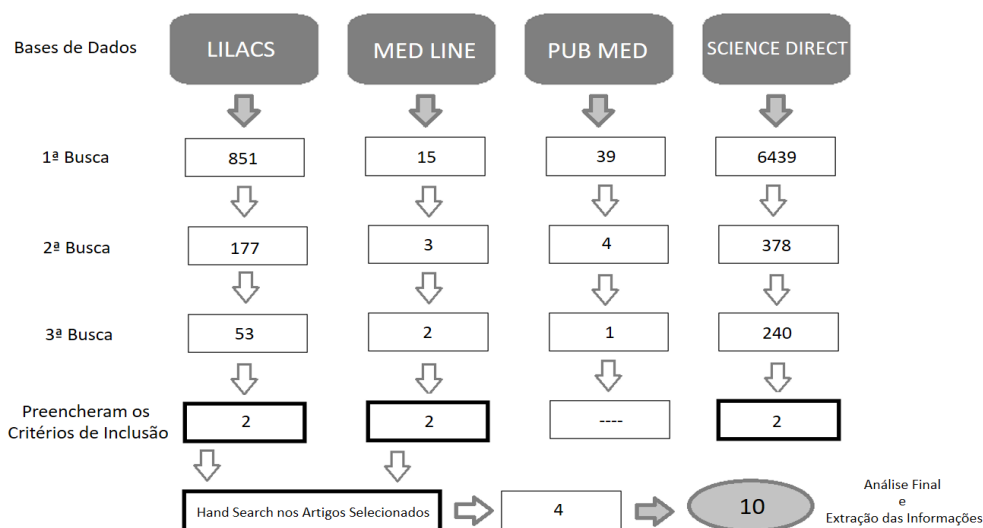 Bases de Dados
LILACS
MED LINE
PUB MED
SCIENCE DIRECT
1ª Busca
851
15
39
6439
2ª Busca
177
3
4
378
3ª Busca
53
2
1
240
Preencheram os
Critérios de Inclusão
2
2
----
2
Hand Search nos Artigos Selecionados
4
10
Análise Final
e
Extração das Informações